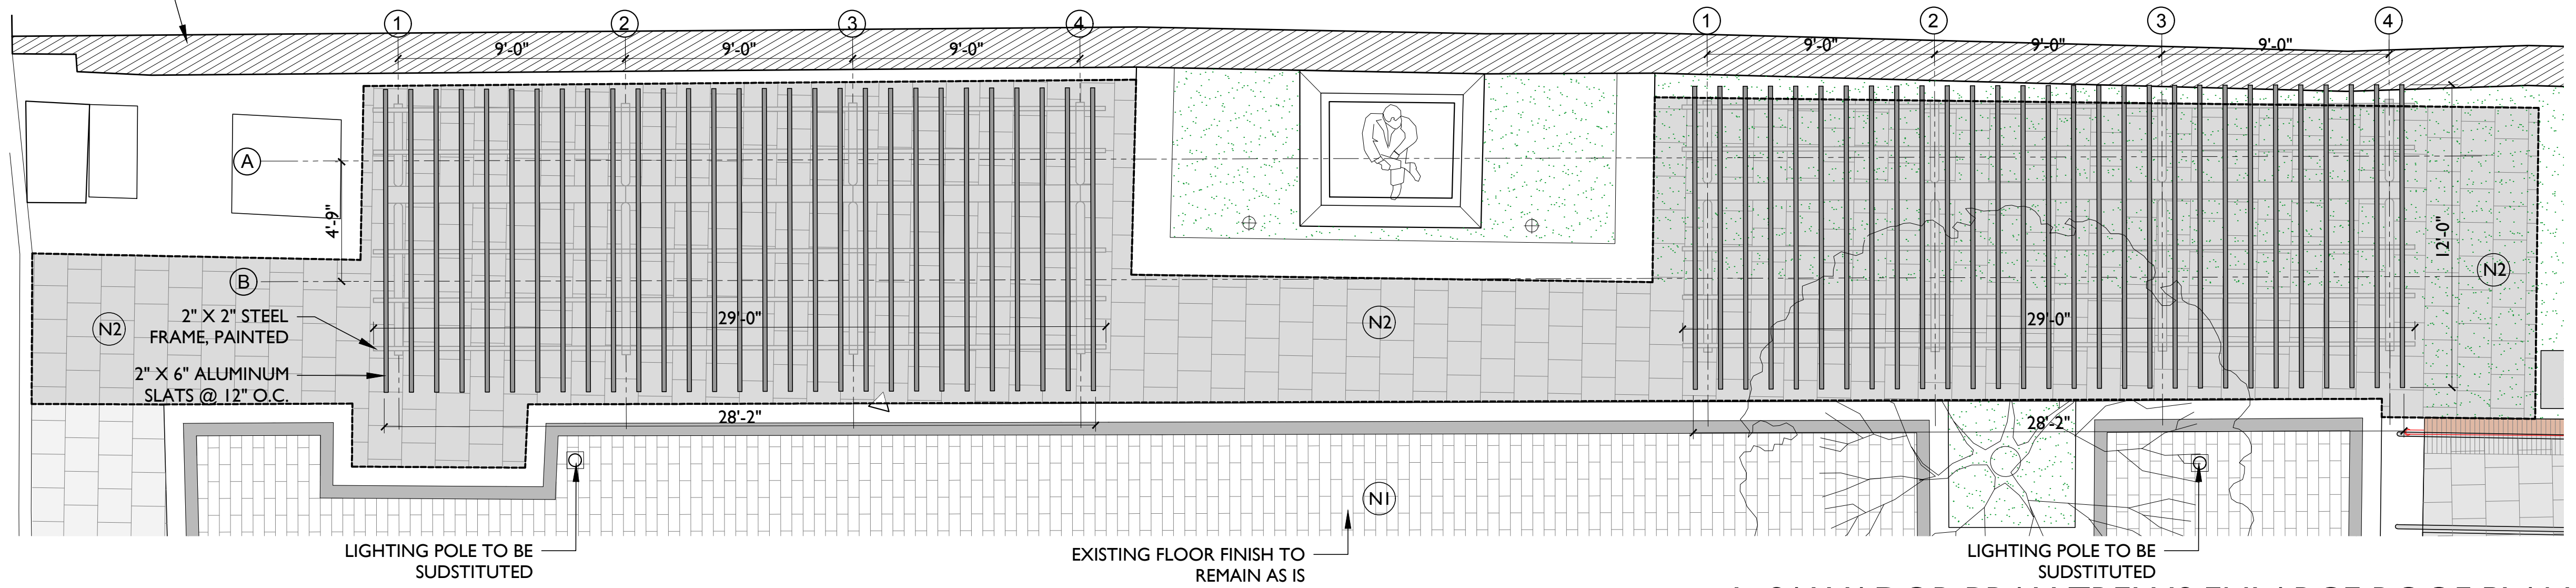 1 2 3 4 1 2 3 4
9'-0" 9'-0" 9'-0" 9'-0" 9'-0" 9'-0"
A
4'-9"
12'-0"
B
N2
N2
N2
2" X 2" STEEL
FRAME, PAINTED
29'-0" 29'-0"
2" X 6" ALUMINUM
SLATS @ 12" O.C.
28'-2" 28'-2"
N1
LIGHTING POLE TO BE
SUDSTITUTED
EXISTING FLOOR FINISH TO
REMAIN AS IS
LIGHTING POLE TO BE
SUDSTITUTED